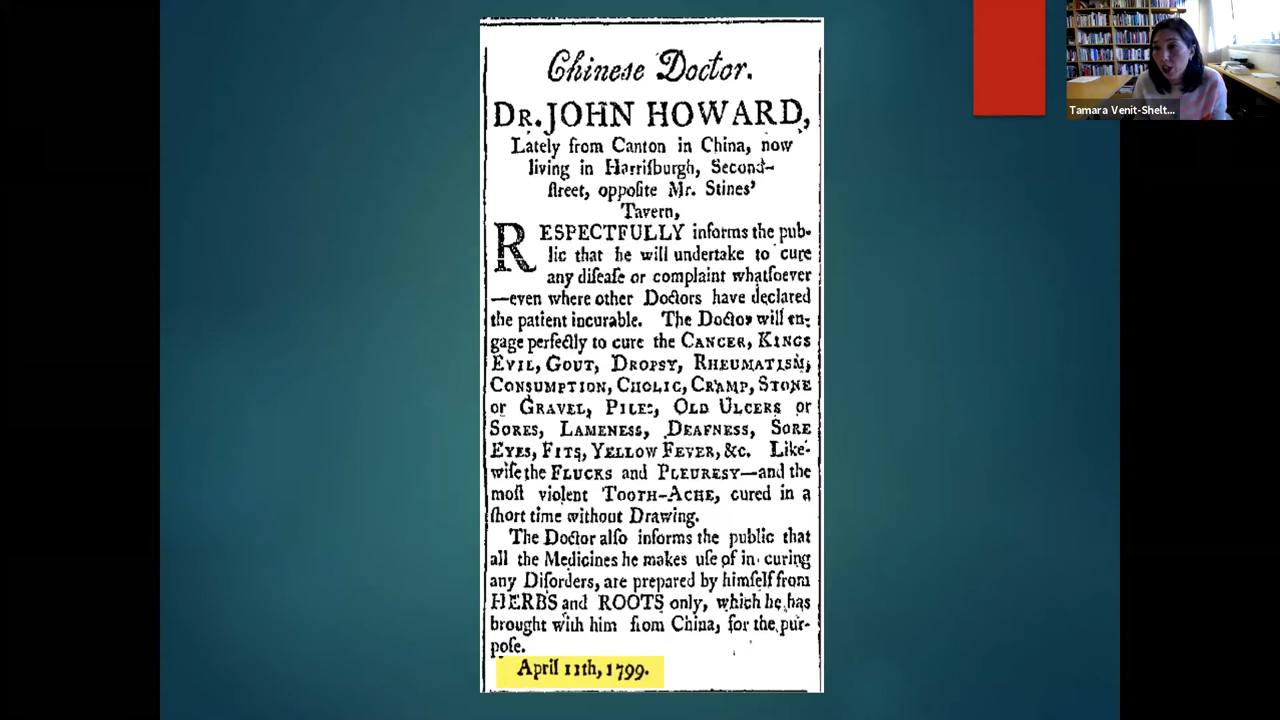 Chinese Doctor.
DR. JOHN HOWARD,
Lately from Canton in China, now
living in Harriſburgh, Second-
ſtreet, oppoſite Mr. Stines'
Tavern,
RESPECTFULLY informs the pub-
lic that he will undertake to cure
any diſeaſe or complaint whatſoever
—even where other Doctors have declared
the patient incurable. The Doctor will en-
gage perfectly to cure the CANCER, KINGS
EVIL, GOUT, DROPSY, RHEUMATISM,
CONSUMPTION, CHOLIC, CRAMP, STONE
or GRAVEL, PILES, OLD ULCERS or
SORES, LAMENESS, DEAFNESS, SORE
EYES, FITS, YELLOW FEVER, &c. Like-
wiſe the FLUCKS and PLEURESY—and the
moſt violent TOOTH-ACHE, cured in a
ſhort time without Drawing.
The Doctor alſo informs the public that
all the Medicines he makes uſe of in curing
any Diſorders, are prepared by himſelf from
HERBS and ROOTS only, which he has
brought with him from China, for the pur-
poſe.
April 11th, 1799.
Tamara Venit-Shelt...